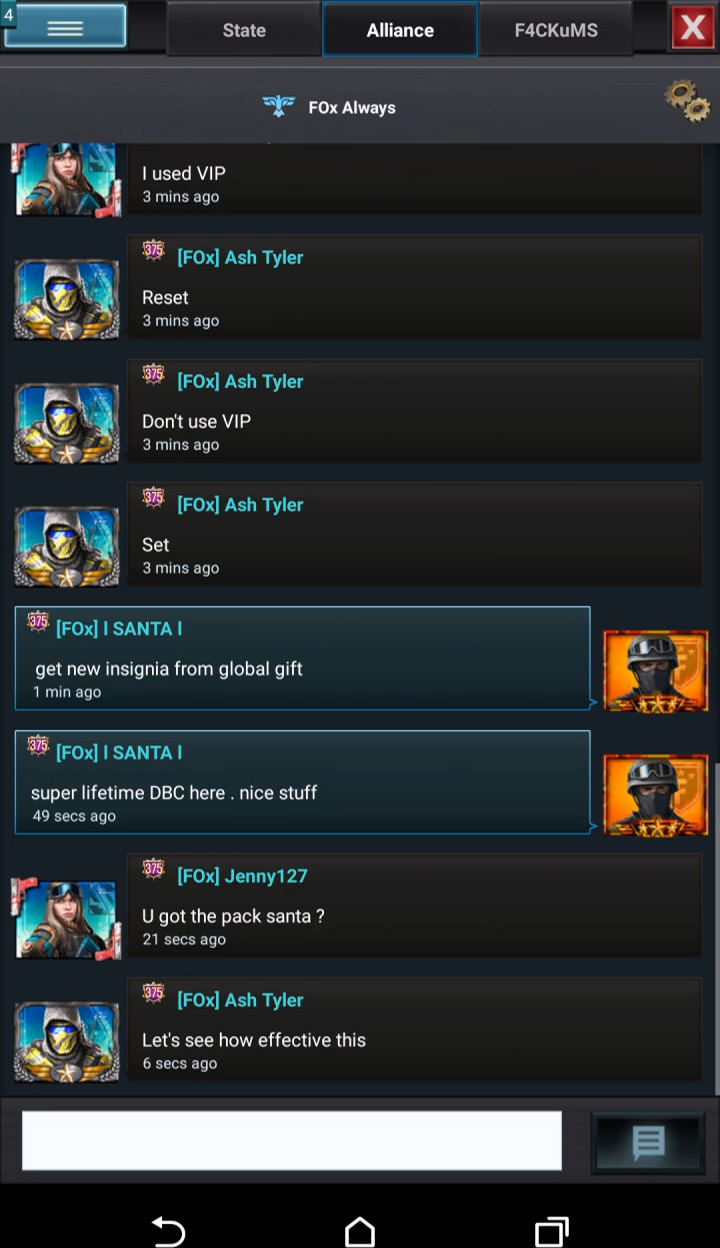 4
State
Alliance
F4CKuMS
X
FOx Always
I used VIP
3 mins ago
375 [FOx] Ash Tyler
Reset
3 mins ago
375 [FOx] Ash Tyler
Don't use VIP
3 mins ago
375 [FOx] Ash Tyler
Set
3 mins ago
375 [FOx] l SANTA l
get new insignia from global gift
1 min ago
375 [FOx] l SANTA l
super lifetime DBC here . nice stuff
49 secs ago
375 [FOx] Jenny127
U got the pack santa ?
21 secs ago
375 [FOx] Ash Tyler
Let's see how effective this
6 secs ago